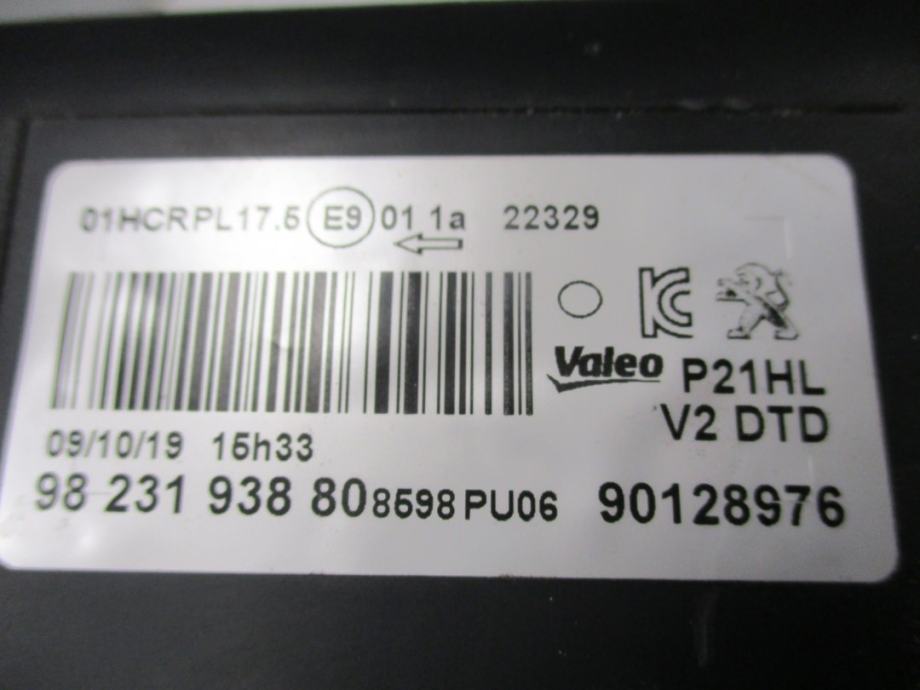 01HCRPL17.5 E9 01 1a 22329
KC
Valeo P21HL
V2 DTD
09/10/19 15h33
98 231 938 80 8598 PU06 90128976